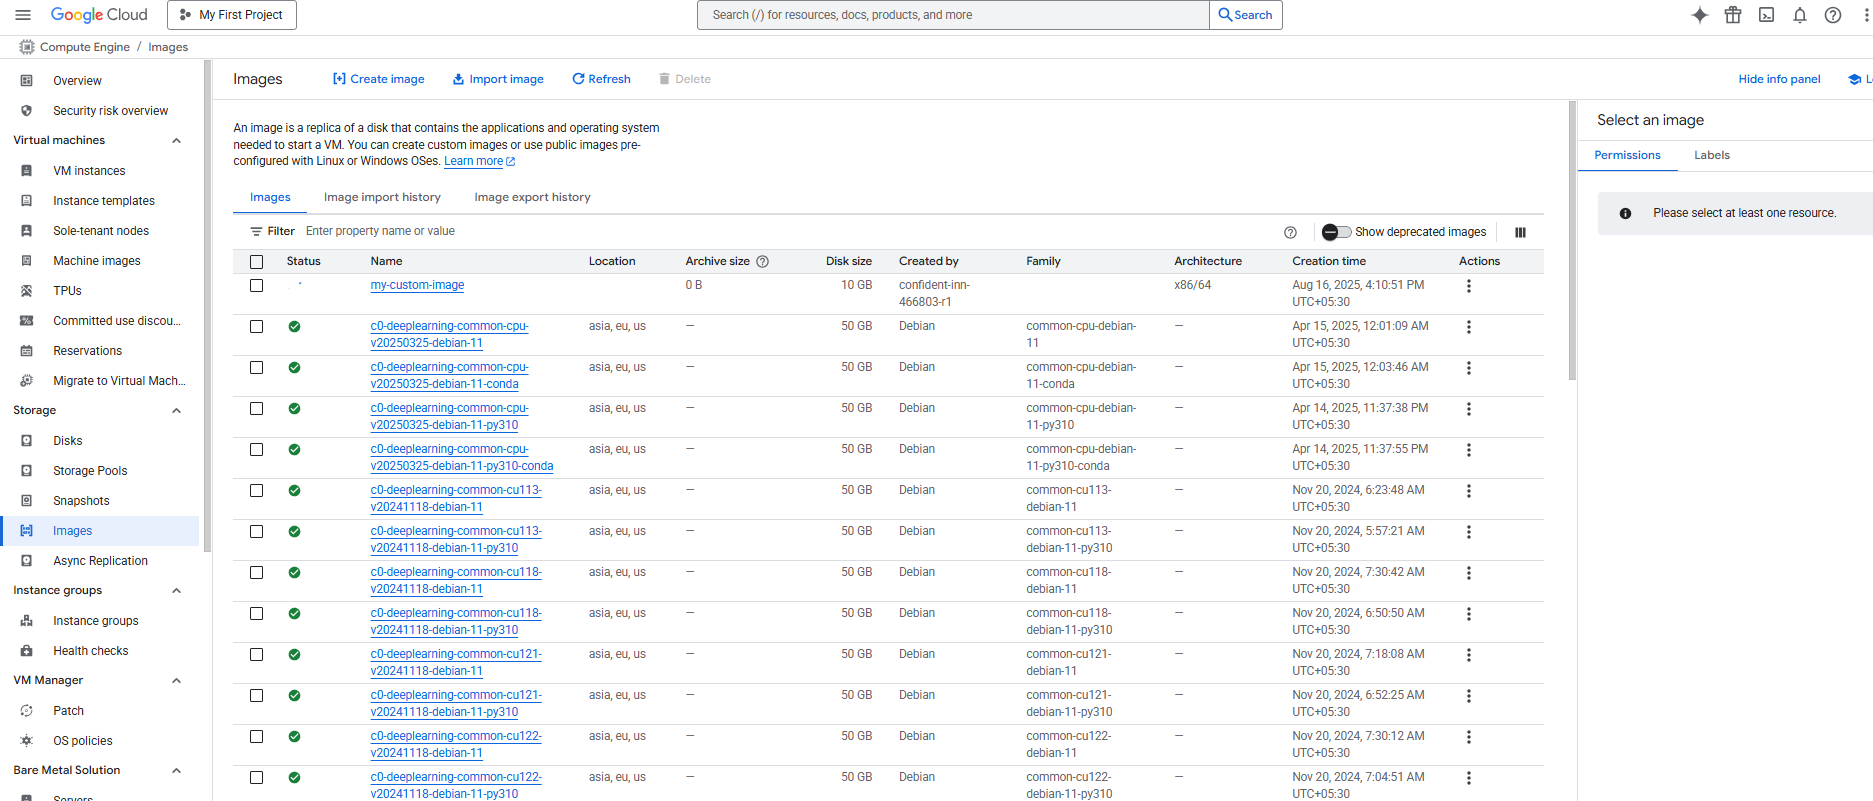 Google Cloud
My First Project
Search (/) for resources, docs, products, and more
Search
Compute Engine / Images
Overview
Security risk overview
Virtual machines
VM instances
Instance templates
Sole-tenant nodes
Machine images
TPUs
Committed use discou...
Reservations
Migrate to Virtual Mach...
Storage
Disks
Storage Pools
Snapshots
Images
Async Replication
Instance groups
Instance groups
Health checks
VM Manager
Patch
OS policies
Bare Metal Solution
Servers
Images
Create image
Import image
Refresh
Delete
Hide info panel
An image is a replica of a disk that contains the applications and operating system
needed to start a VM. You can create custom images or use public images pre-
configured with Linux or Windows OSes. Learn more
Images Image import history Image export history
Filter Enter property name or value
Show deprecated images
Status Name Location Archive size Disk size Created by Family Architecture Creation time Actions
my-custom-image 0 B 10 GB confident-inn- x86/64 Aug 16, 2025, 4:10:51 PM
466803-r1 UTC+05:30
c0-deeplearning-common-cpu- asia, eu, us — 50 GB Debian common-cpu-debian- — Apr 15, 2025, 12:01:09 AM
v20250325-debian-11 11 UTC+05:30
c0-deeplearning-common-cpu- asia, eu, us — 50 GB Debian common-cpu-debian- — Apr 15, 2025, 12:03:46 AM
v20250325-debian-11-conda 11-conda UTC+05:30
c0-deeplearning-common-cpu- asia, eu, us — 50 GB Debian common-cpu-debian- — Apr 14, 2025, 11:37:38 PM
v20250325-debian-11-py310 11-py310 UTC+05:30
c0-deeplearning-common-cpu- asia, eu, us — 50 GB Debian common-cpu-debian- — Apr 14, 2025, 11:37:55 PM
v20250325-debian-11-py310-conda 11-py310-conda UTC+05:30
c0-deeplearning-common-cu113- asia, eu, us — 50 GB Debian common-cu113- — Nov 20, 2024, 6:23:48 AM
v20241118-debian-11 debian-11 UTC+05:30
c0-deeplearning-common-cu113- asia, eu, us — 50 GB Debian common-cu113- — Nov 20, 2024, 5:57:21 AM
v20241118-debian-11-py310 debian-11-py310 UTC+05:30
c0-deeplearning-common-cu118- asia, eu, us — 50 GB Debian common-cu118- — Nov 20, 2024, 7:30:42 AM
v20241118-debian-11 debian-11 UTC+05:30
c0-deeplearning-common-cu118- asia, eu, us — 50 GB Debian common-cu118- — Nov 20, 2024, 6:50:50 AM
v20241118-debian-11-py310 debian-11-py310 UTC+05:30
c0-deeplearning-common-cu121- asia, eu, us — 50 GB Debian common-cu121- — Nov 20, 2024, 7:18:08 AM
v20241118-debian-11 debian-11 UTC+05:30
c0-deeplearning-common-cu121- asia, eu, us — 50 GB Debian common-cu121- — Nov 20, 2024, 6:52:25 AM
v20241118-debian-11-py310 debian-11-py310 UTC+05:30
c0-deeplearning-common-cu122- asia, eu, us — 50 GB Debian common-cu122- — Nov 20, 2024, 7:30:12 AM
v20241118-debian-11 debian-11 UTC+05:30
c0-deeplearning-common-cu122- asia, eu, us — 50 GB Debian common-cu122- — Nov 20, 2024, 7:04:51 AM
v20241118-debian-11-py310 debian-11-py310 UTC+05:30
Select an image
Permissions Labels
Please select at least one resource.